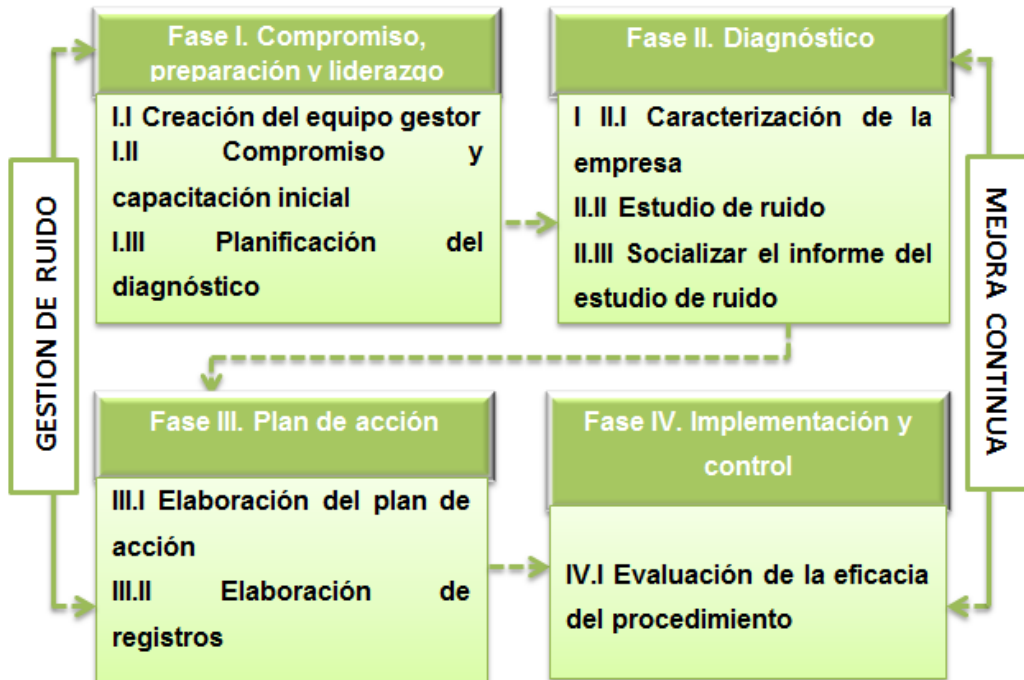 Fase I. Compromiso,
preparación y liderazgo
I.I Creación del equipo gestor
I.II Compromiso y
capacitación inicial
I.III Planificación del
diagnóstico
Fase II. Diagnóstico
I II.I Caracterización de la
empresa
II.II Estudio de ruido
II.III Socializar el informe del
estudio de ruido
GESTION DE RUIDO
MEJORA CONTINUA
Fase III. Plan de acción
III.I Elaboración del plan de
acción
III.II Elaboración de
registros
Fase IV. Implementación y
control
IV.I Evaluación de la eficacia
del procedimiento